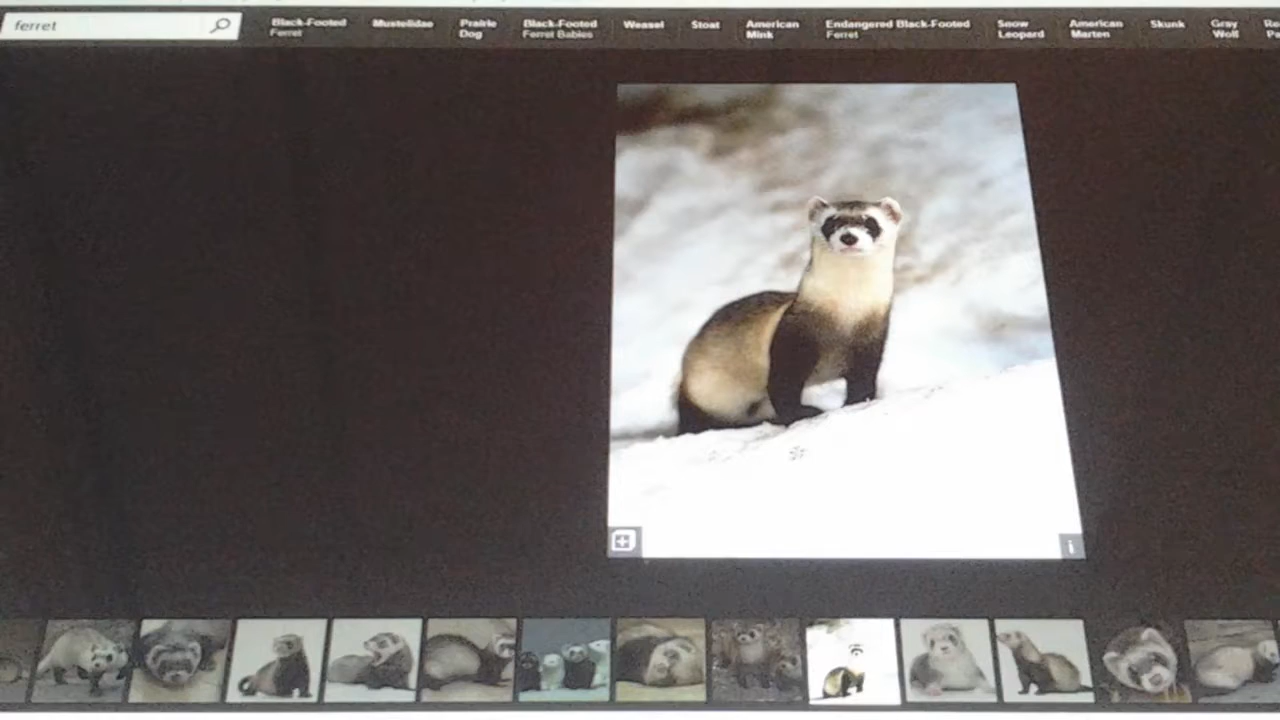 ferret
Black-Footed
Ferret
Mustelidae
Prairie
Dog
Black-Footed
Ferret Babies
Weasel
Stoat
American
Mink
Endangered Black-Footed
Ferret
Snow
Leopard
American
Marten
Skunk
Gray
Wolf